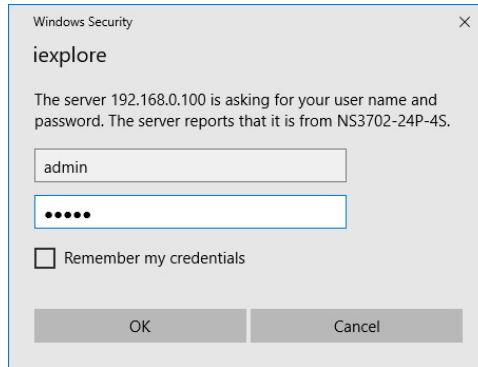 Windows Security
iexplore
The server 192.168.0.100 is asking for your user name and
password. The server reports that it is from NS3702-24P-4S.
admin
●●●●●
Remember my credentials
OK
Cancel